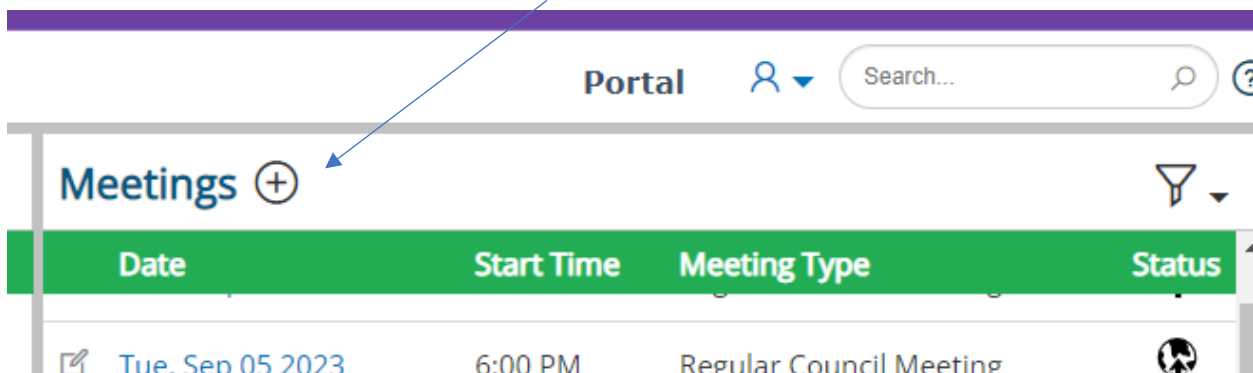 Portal Search...
Meetings
Date Start Time Meeting Type Status
Tue, Sep 05 2023 6:00 PM Regular Council Meeting